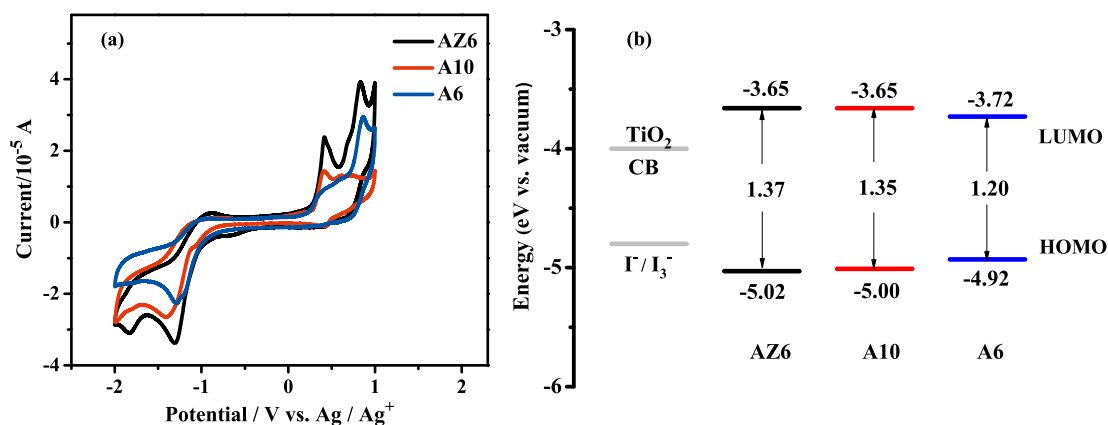 (a)
AZ6
A10
A6
4
2
0
-2
-4
-2
-1
0
1
2
Current/10⁻⁵ A
Potential / V vs. Ag / Ag⁺
(b)
-3
-4
-5
-6
Energy (eV vs. vacuum)
TiO₂
CB
I⁻/ I₃⁻
-3.65
-3.65
-3.72
LUMO
1.37
1.35
1.20
HOMO
-5.02
-5.00
-4.92
AZ6
A10
A6